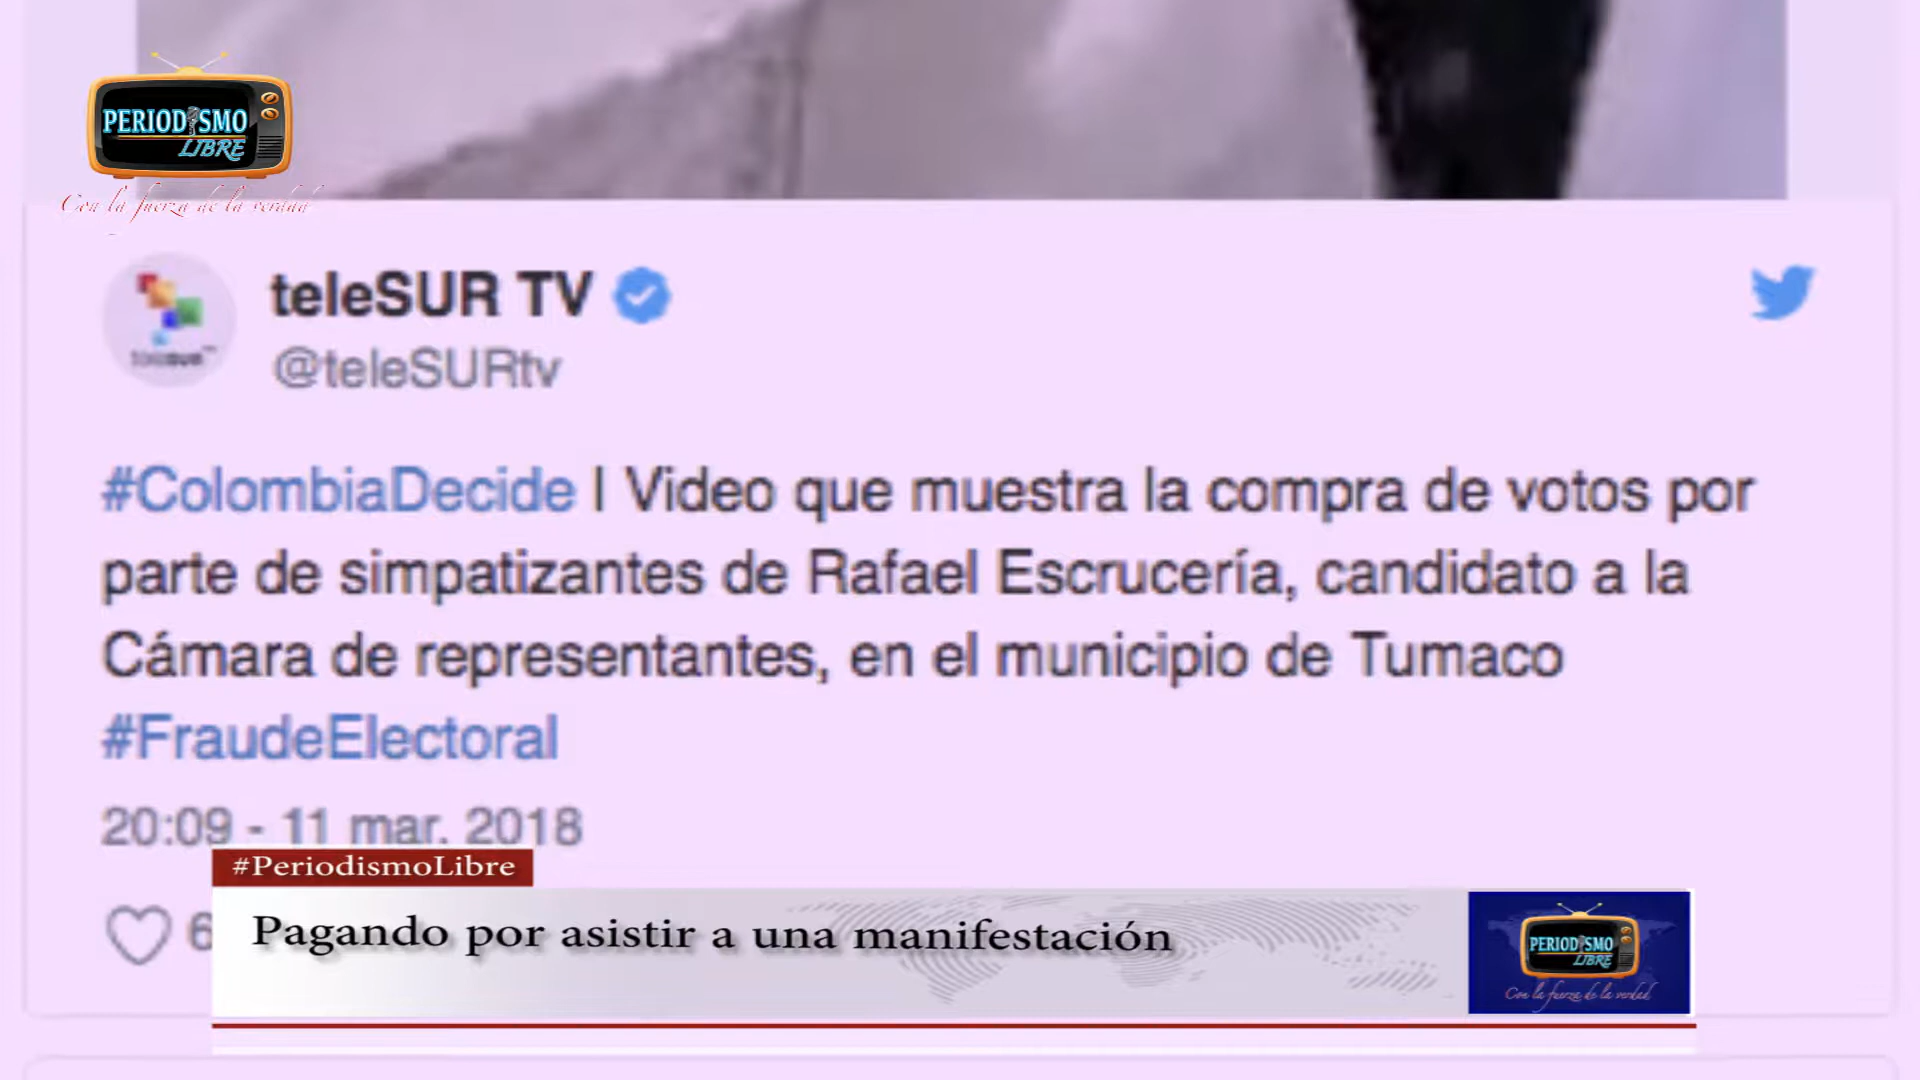 PERIODISMO
LIBRE
Con la fuerza de la verdad
teleSUR TV
@teleSURtv
#ColombiaDecide | Video que muestra la compra de votos por
parte de simpatizantes de Rafael Escrucería, candidato a la
Cámara de representantes, en el municipio de Tumaco
#FraudeElectoral
20:09 - 11 mar. 2018
#PeriodismoLibre
6
Pagando por asistir a una manifestación
PERIODISMO
LIBRE
Con la fuerza de la verdad